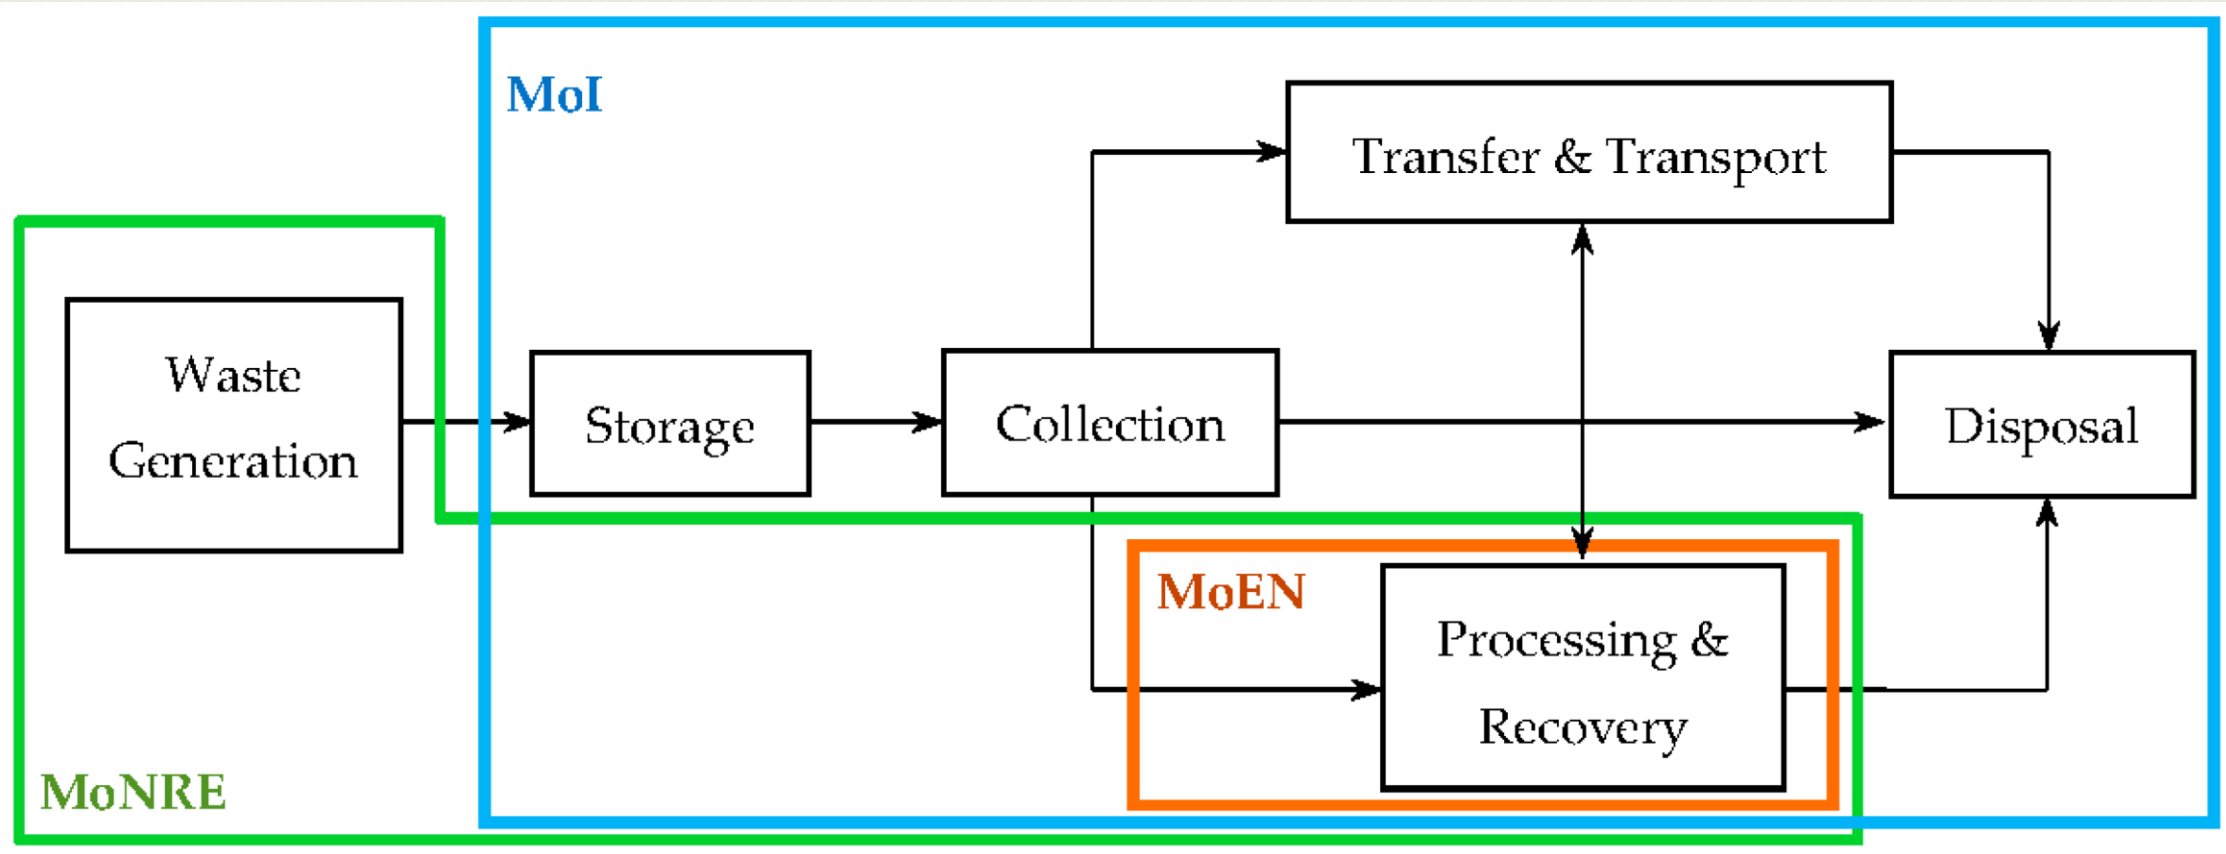 MoI
Transfer & Transport
Waste
Generation
Storage
Collection
Disposal
MoEN
Processing &
Recovery
MoNRE